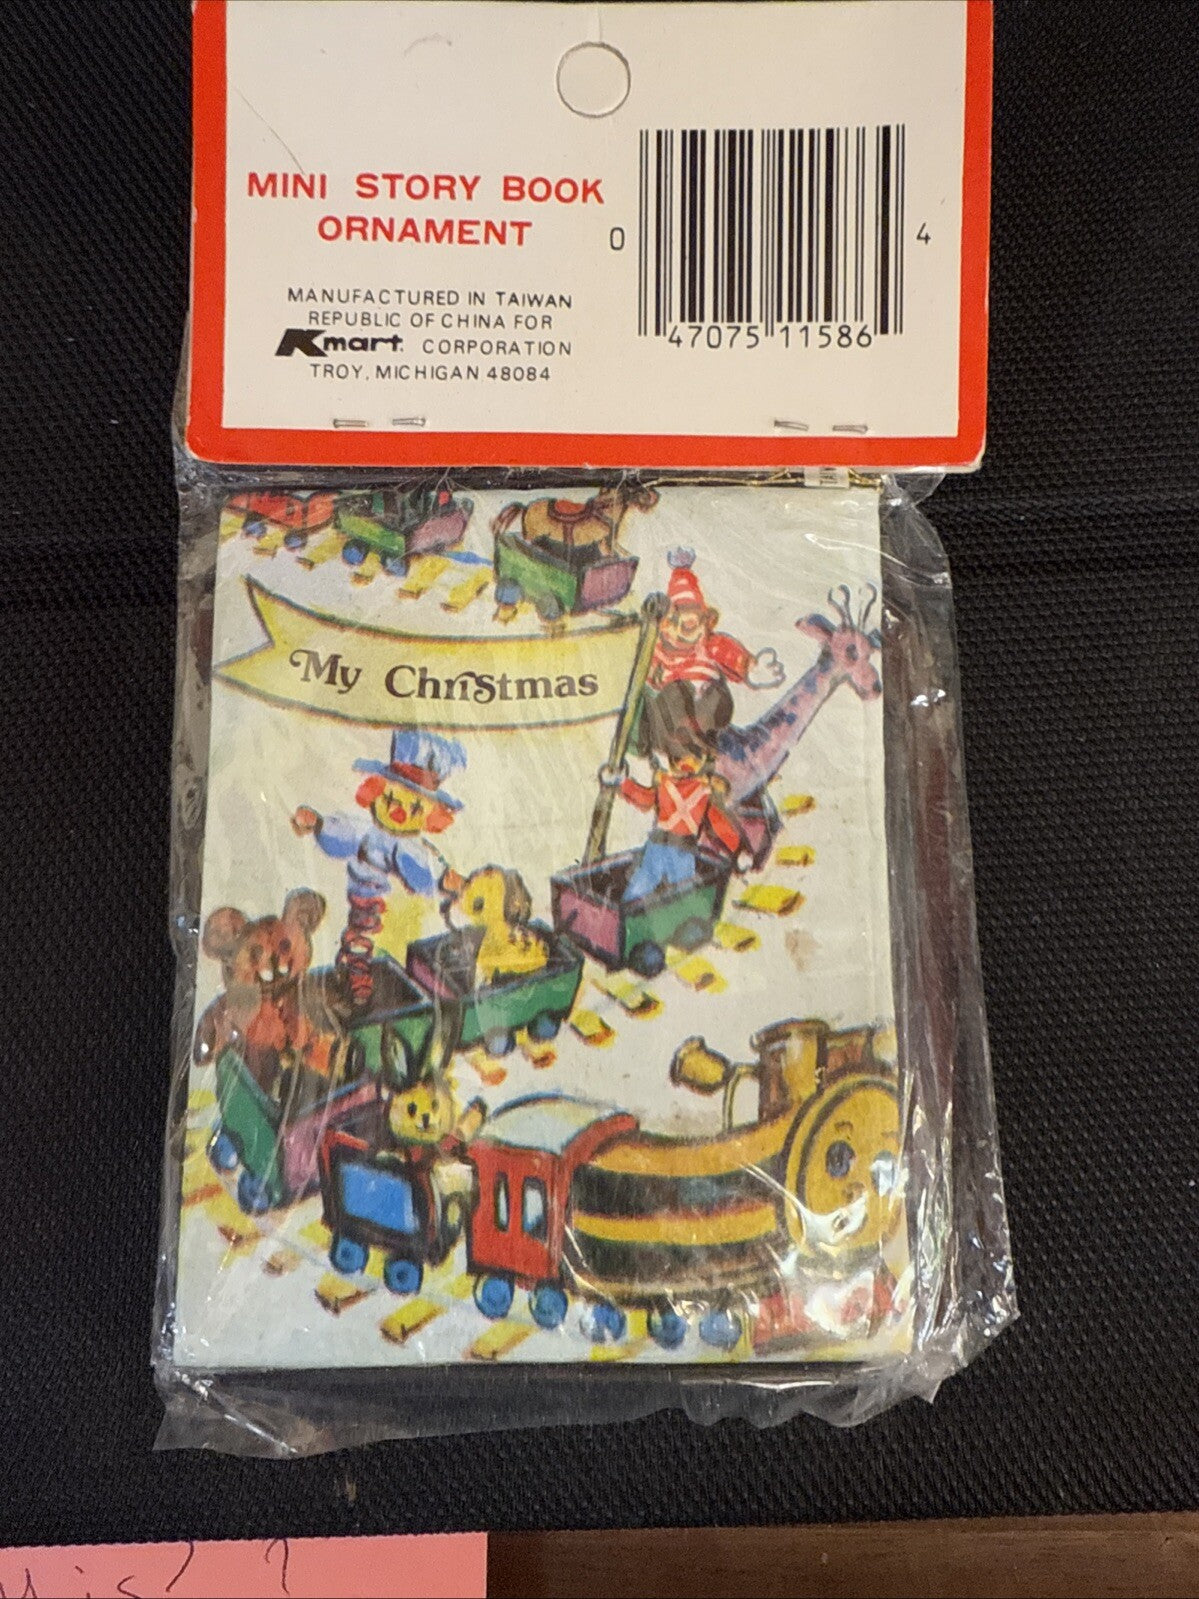 MINI STORY BOOK
ORNAMENT
MANUFACTURED IN TAIWAN
REPUBLIC OF CHINA FOR
Kmart CORPORATION
TROY, MICHIGAN 48084
0 47075 11586 4
My Christmas